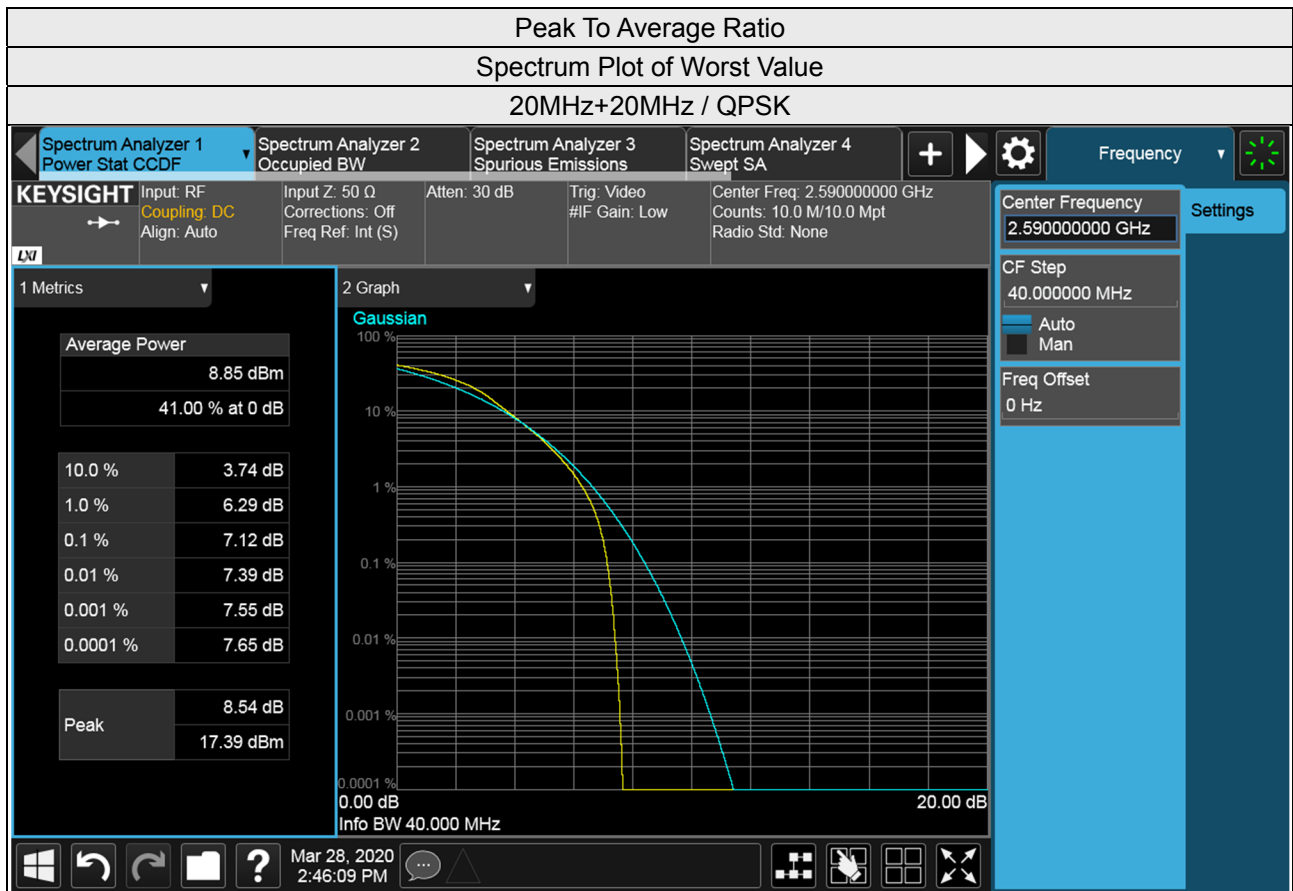 Peak To Average Ratio
Spectrum Plot of Worst Value
20MHz+20MHz / QPSK
Spectrum Analyzer 1
Power Stat CCDF
Spectrum Analyzer 2
Occupied BW
Spectrum Analyzer 3
Spurious Emissions
Spectrum Analyzer 4
Swept SA
Frequency
KEYSIGHT
LXI
Input: RF
Coupling: DC
Align: Auto
Input Z: 50 Ω
Corrections: Off
Freq Ref: Int (S)
Atten: 30 dB
Trig: Video
#IF Gain: Low
Center Freq: 2.590000000 GHz
Counts: 10.0 M/10.0 Mpt
Radio Std: None
Center Frequency
2.590000000 GHz
Settings
CF Step
40.000000 MHz
Auto
Man
Freq Offset
0 Hz
1 Metrics
Average Power
8.85 dBm
41.00 % at 0 dB
10.0 % 3.74 dB
1.0 % 6.29 dB
0.1 % 7.12 dB
0.01 % 7.39 dB
0.001 % 7.55 dB
0.0001 % 7.65 dB
Peak
8.54 dB
17.39 dBm
2 Graph
Gaussian
100 %
10 %
1 %
0.1 %
0.01 %
0.001 %
0.0001 %
0.00 dB
20.00 dB
Info BW 40.000 MHz
?
Mar 28, 2020
2:46:09 PM